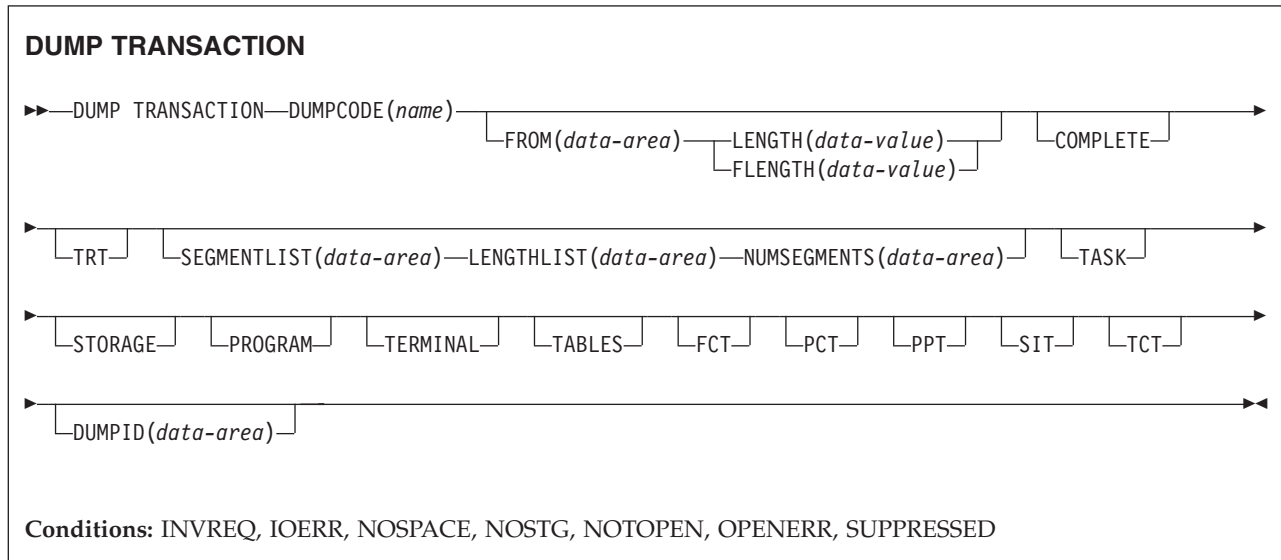 DUMP TRANSACTION
DUMP TRANSACTION DUMPCODE(name)
FROM(data-area) LENGTH(data-value) COMPLETE
FLENGTH(data-value)
TRT SEGMENTLIST(data-area) LENGTHLIST(data-area) NUMSEGMENTS(data-area) TASK
STORAGE PROGRAM TERMINAL TABLES FCT PCT PPT SIT TCT
DUMPID(data-area)
Conditions: INVREQ, IOERR, NOSPACE, NOSTG, NOTOPEN, OPENERR, SUPPRESSED